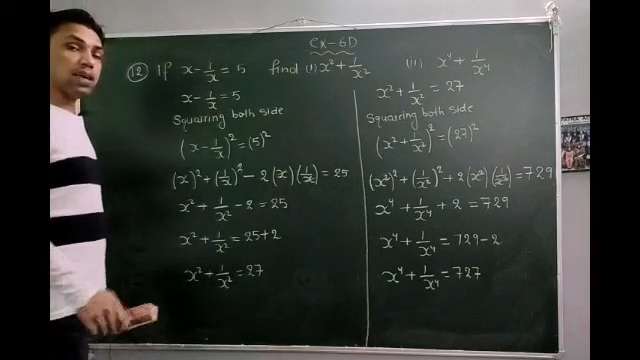 Ex-6D
(12) If x - 1/x = 5 find (i) x² + 1/x² (ii) x⁴ + 1/x⁴
x - 1/x = 5
Squaring both side
(x - 1/x)² = (5)²
(x)² + (1/x)² - 2(x)(1/x) = 25
x² + 1/x² - 2 = 25
x² + 1/x² = 25+2
x² + 1/x² = 27
x² + 1/x² = 27
Squaring both side
(x² + 1/x²)² = (27)²
(x²)² + (1/x²)² + 2(x²)(1/x²) = 729
x⁴ + 1/x⁴ + 2 = 729
x⁴ + 1/x⁴ = 729 - 2
x⁴ + 1/x⁴ = 727